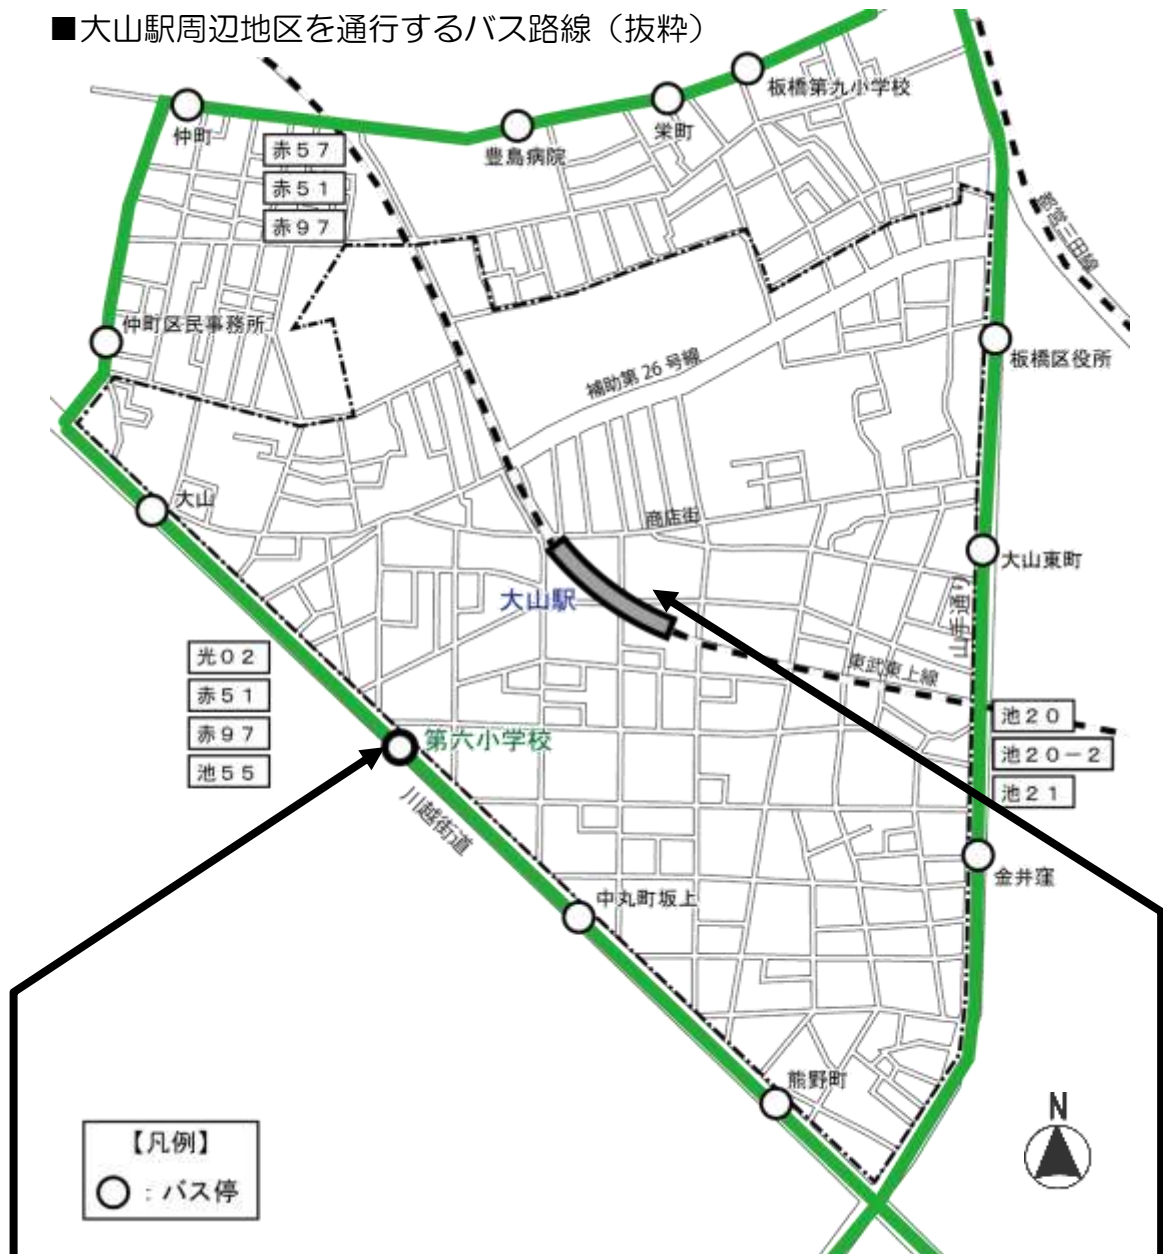 ■大山駅周辺地区を通行するバス路線（抜粋）
板橋第九小学校
栄町
豊島病院
仲町
赤５７
赤５１
赤９７
都営三田線
仲町区民事務所
板橋区役所
補助第26号線
大山
商店街
大山東町
大山駅
山手通り
東武東上線
光０２
赤５１
赤９７
池５５
第六小学校
池２０
池２０－２
池２１
川越街道
金井窪
中丸町坂上
熊野町
N
【凡例】
○：バス停